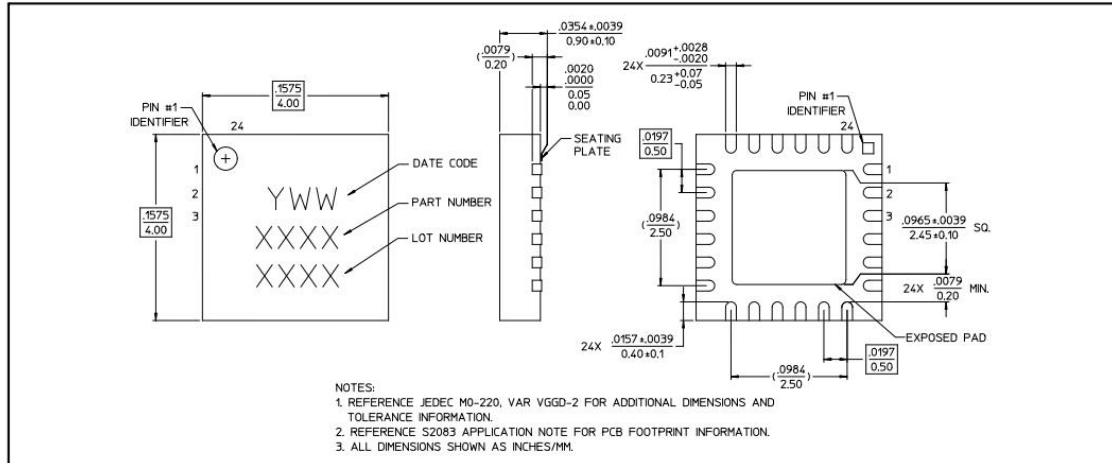 .1575
4.00
PIN #1
IDENTIFIER
24
1
2
3
.1575
4.00
YWW
XXXX
XXXX
DATE CODE
PART NUMBER
LOT NUMBER
.0354±.0039
0.90±0.10
(.0079
0.20)
.0020
.0000
0.05
0.00
SEATING
PLATE
24X .0091+.0028
-.0020
0.23+0.07
-0.05
PIN #1
IDENTIFIER
24
.0197
0.50
1
2
3
(.0984
2.50)
.0965±.0039
2.45±0.10 SQ.
24X .0079
0.20 MIN.
EXPOSED PAD
24X .0157±.0039
0.40±0.1
(.0984
2.50)
.0197
0.50
NOTES:
1. REFERENCE JEDEC MO-220, VAR VGGD-2 FOR ADDITIONAL DIMENSIONS AND
TOLERANCE INFORMATION.
2. REFERENCE S2083 APPLICATION NOTE FOR PCB FOOTPRINT INFORMATION.
3. ALL DIMENSIONS SHOWN AS INCHES/MM.